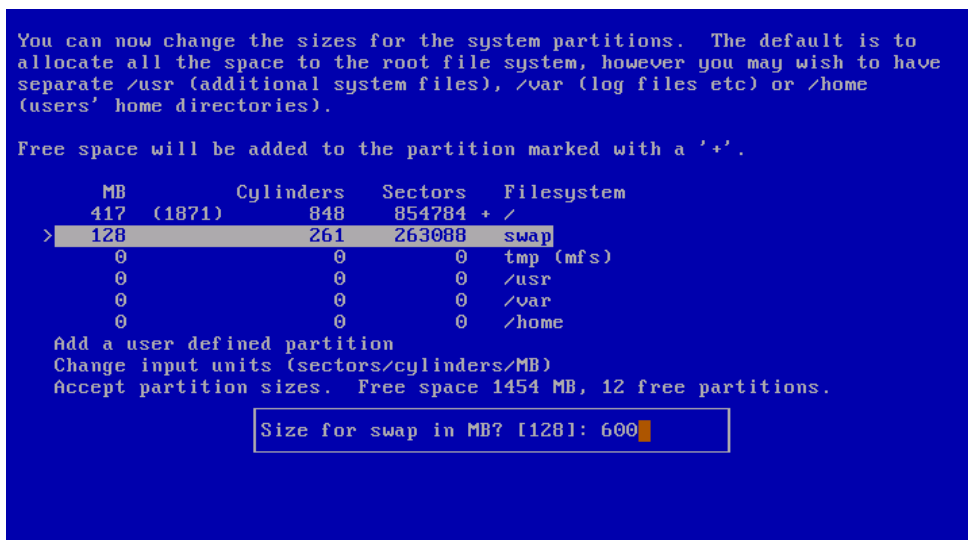 You can now change the sizes for the system partitions.  The default is to
allocate all the space to the root file system, however you may wish to have
separate /usr (additional system files), /var (log files etc) or /home
(users' home directories).
Free space will be added to the partition marked with a '+'.
MB Cylinders Sectors Filesystem
417 (1871) 848 854784 + /
> 128 261 263088 swap
0 0 0 tmp (mfs)
0 0 0 /usr
0 0 0 /var
0 0 0 /home
Add a user defined partition
Change input units (sectors/cylinders/MB)
Accept partition sizes.  Free space 1454 MB, 12 free partitions.
Size for swap in MB? [128]: 600